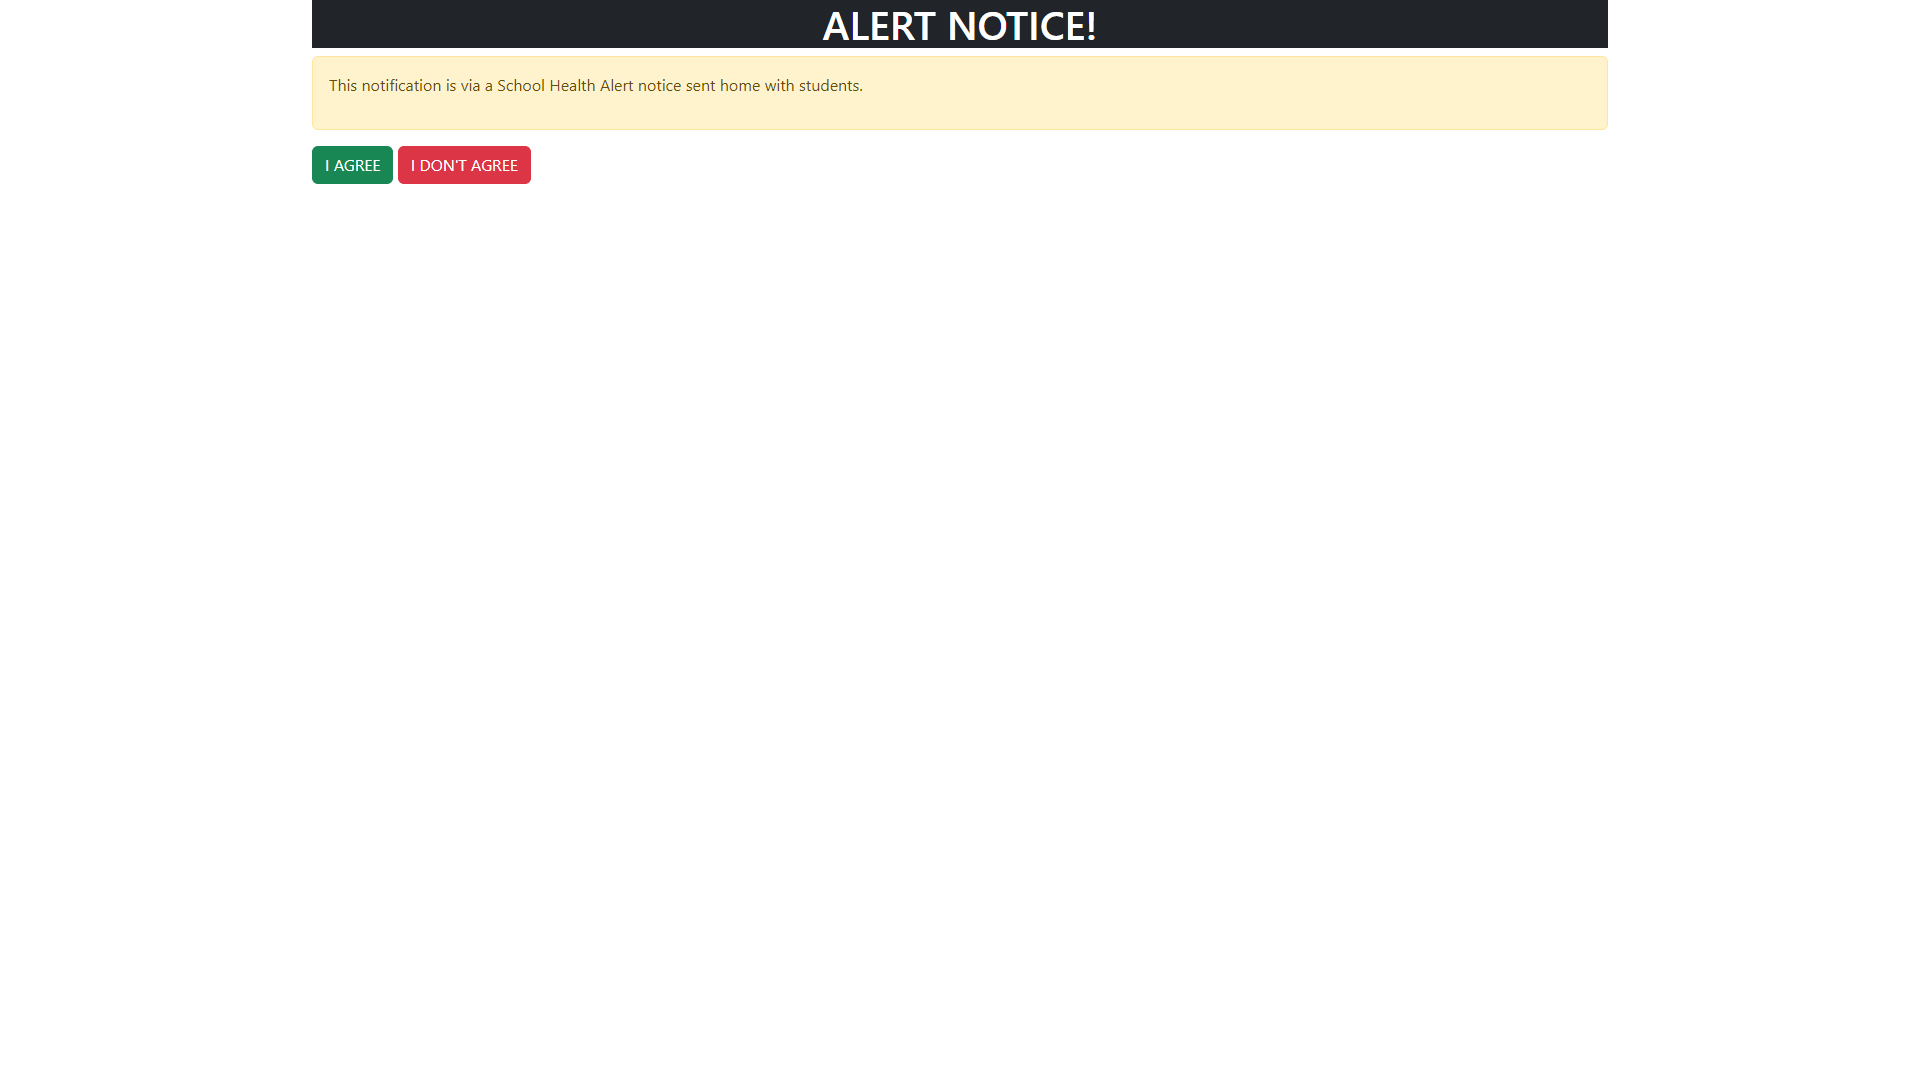 ALERT NOTICE!
This notification is via a School Health Alert notice sent home with students.
I AGREE I DON'T AGREE